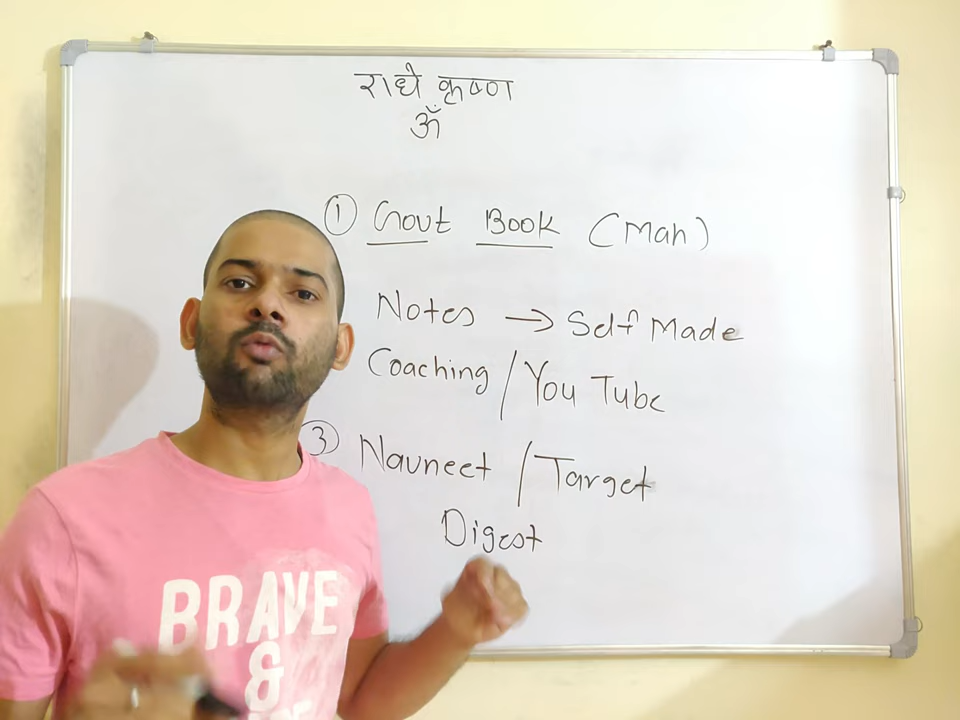 राधे कृष्ण
ॐ
① Govt Book (Mah)
Notes → Self Made
Coaching / You Tube
③ Navneet / Target
Digest
BRAVE
&